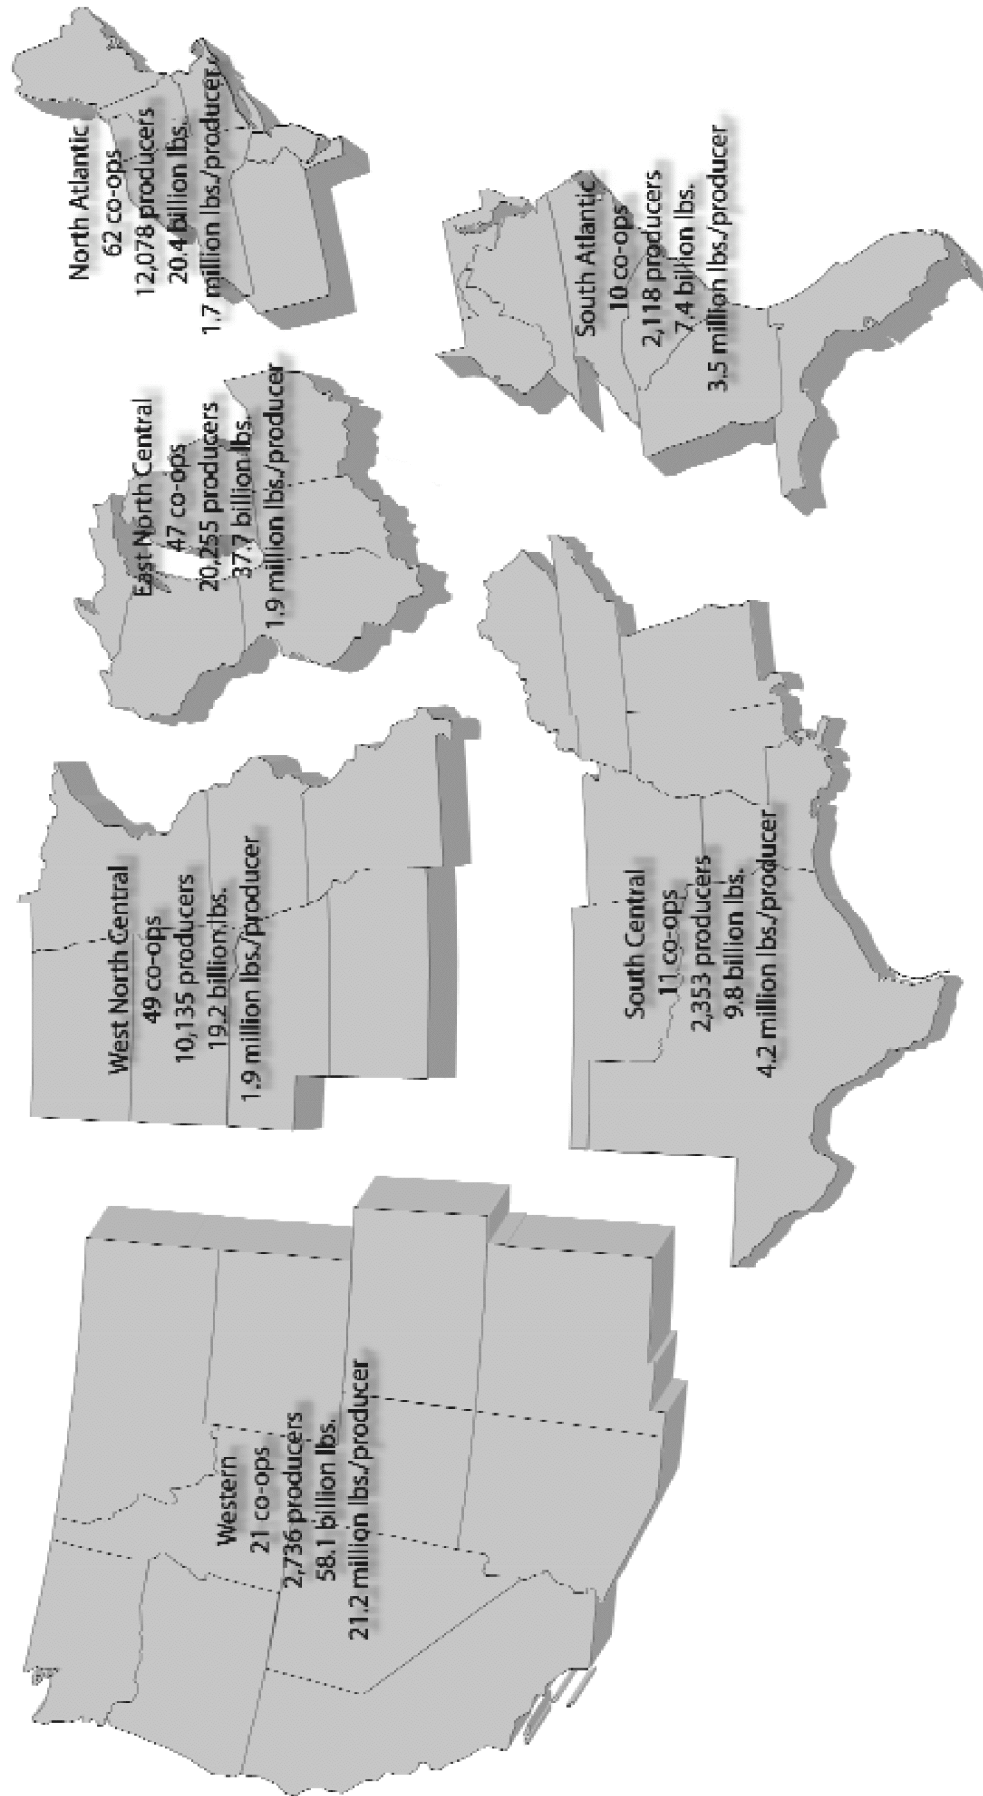 Western
21 co-ops
2,736 producers
58.1 billion lbs.
21.2 million lbs./producer
West North Central
49 co-ops
10,135 producers
19.2 billion lbs.
1.9 million lbs./producer
East North Central
47 co-ops
20,255 producers
37.7 billion lbs.
1.9 million lbs./producer
North Atlantic
62 co-ops
12,078 producers
20.4 billion lbs.
1.7 million lbs./producer
South Central
11 co-ops
2,353 producers
9.8 billion lbs.
4.2 million lbs./producer
South Atlantic
10 co-ops
2,118 producers
7.4 billion lbs.
3.5 million lbs./producer